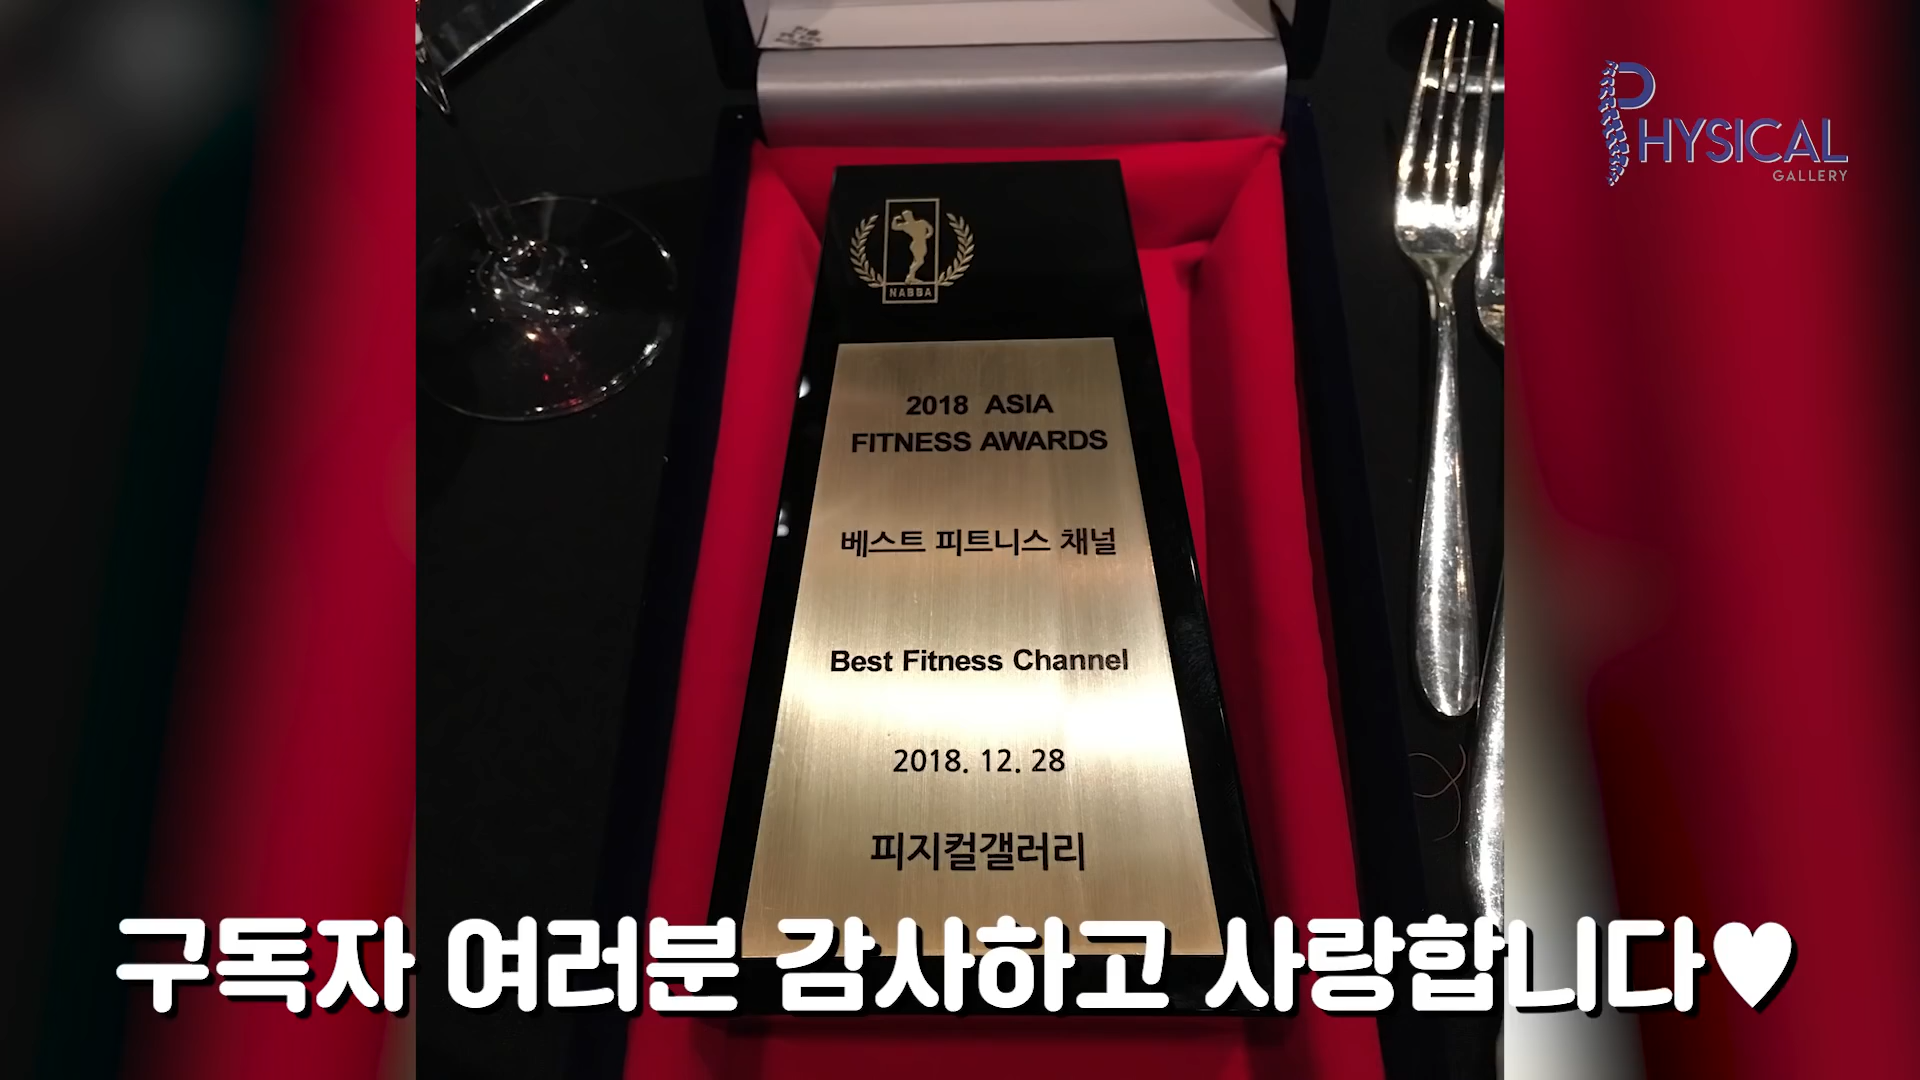 PHYSICAL
GALLERY
NABBA
2018 ASIA
FITNESS AWARDS
베스트 피트니스 채널
Best Fitness Channel
2018. 12. 28
피지컬갤러리
구독자 여러분 감사하고 사랑합니다♥